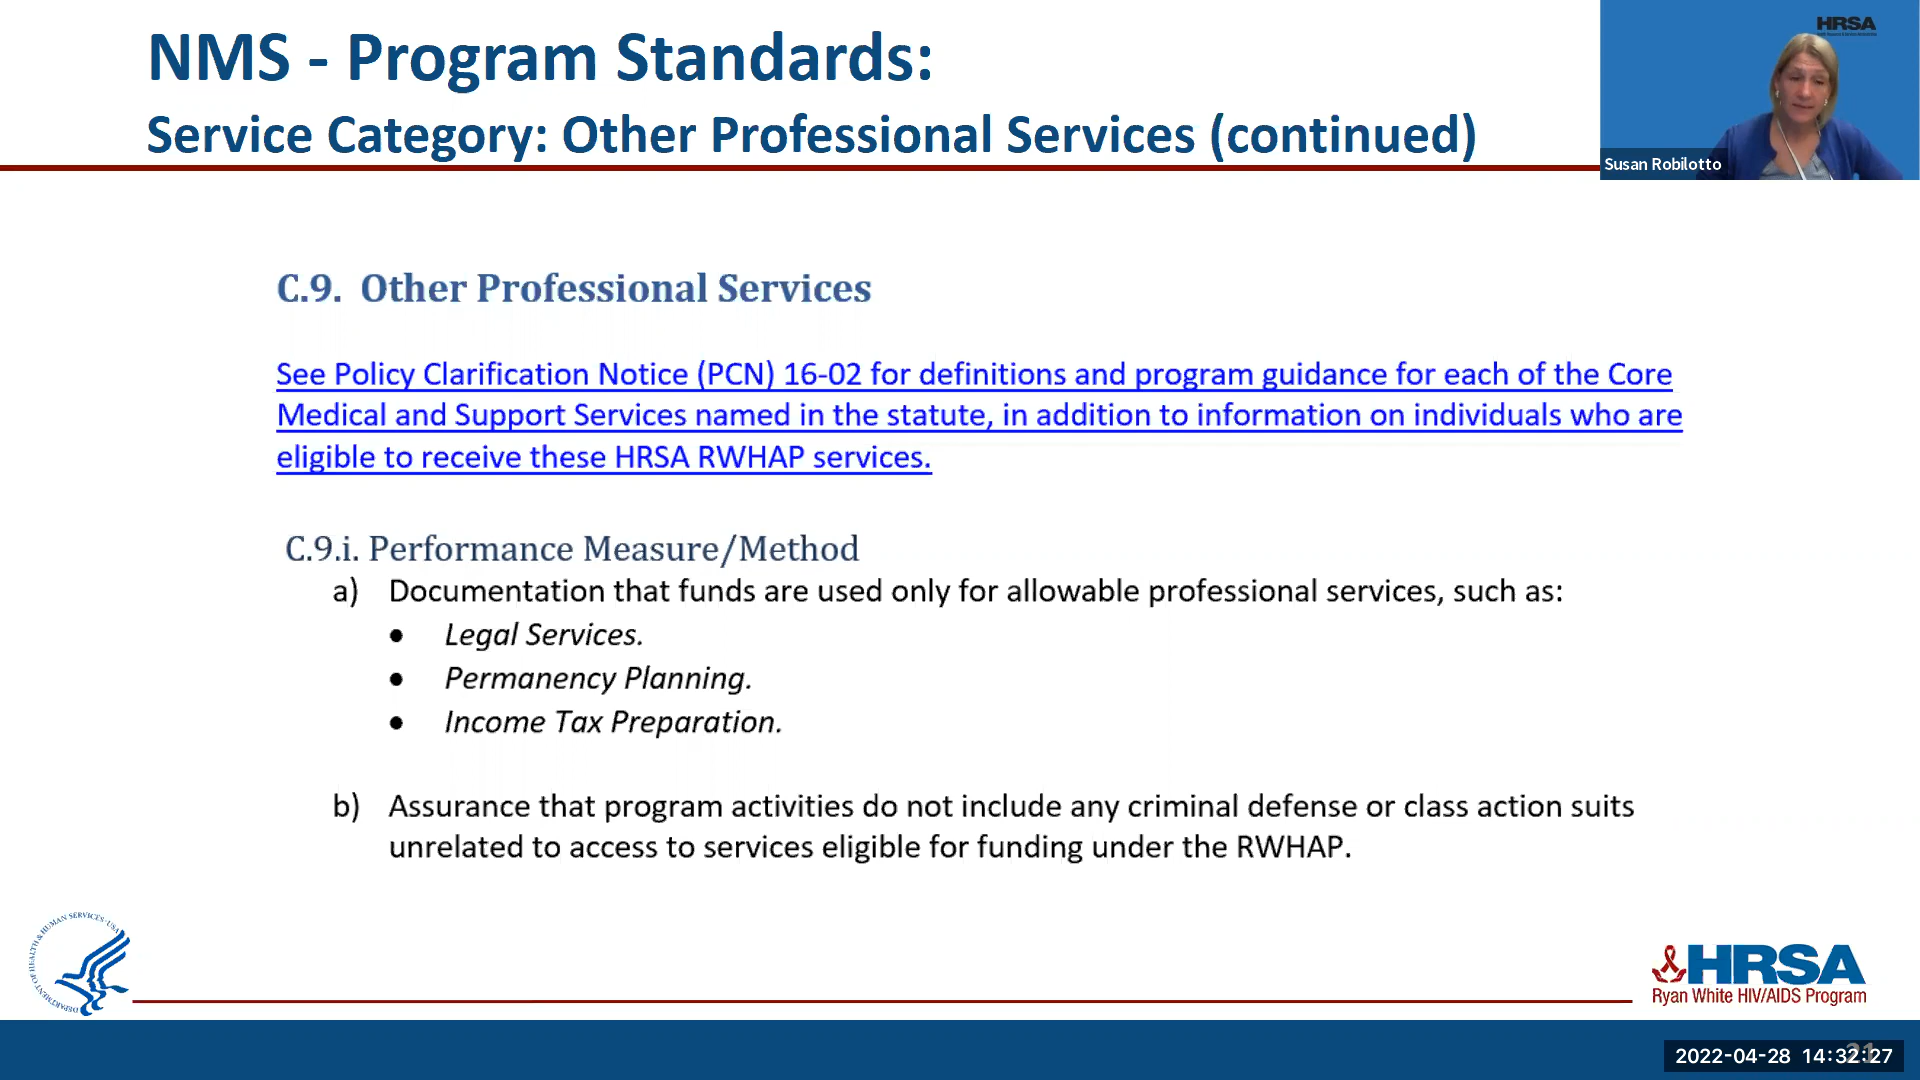 NMS - Program Standards:
Service Category: Other Professional Services (continued)
HRSA
Susan Robilotto
C.9. Other Professional Services
See Policy Clarification Notice (PCN) 16-02 for definitions and program guidance for each of the Core
Medical and Support Services named in the statute, in addition to information on individuals who are
eligible to receive these HRSA RWHAP services.
C.9.i. Performance Measure/Method
a) Documentation that funds are used only for allowable professional services, such as:
• Legal Services.
• Permanency Planning.
• Income Tax Preparation.
b) Assurance that program activities do not include any criminal defense or class action suits
unrelated to access to services eligible for funding under the RWHAP.
DEPARTMENT OF HEALTH & HUMAN SERVICES·USA
HRSA
Ryan White HIV/AIDS Program
2022-04-28 14:32:27